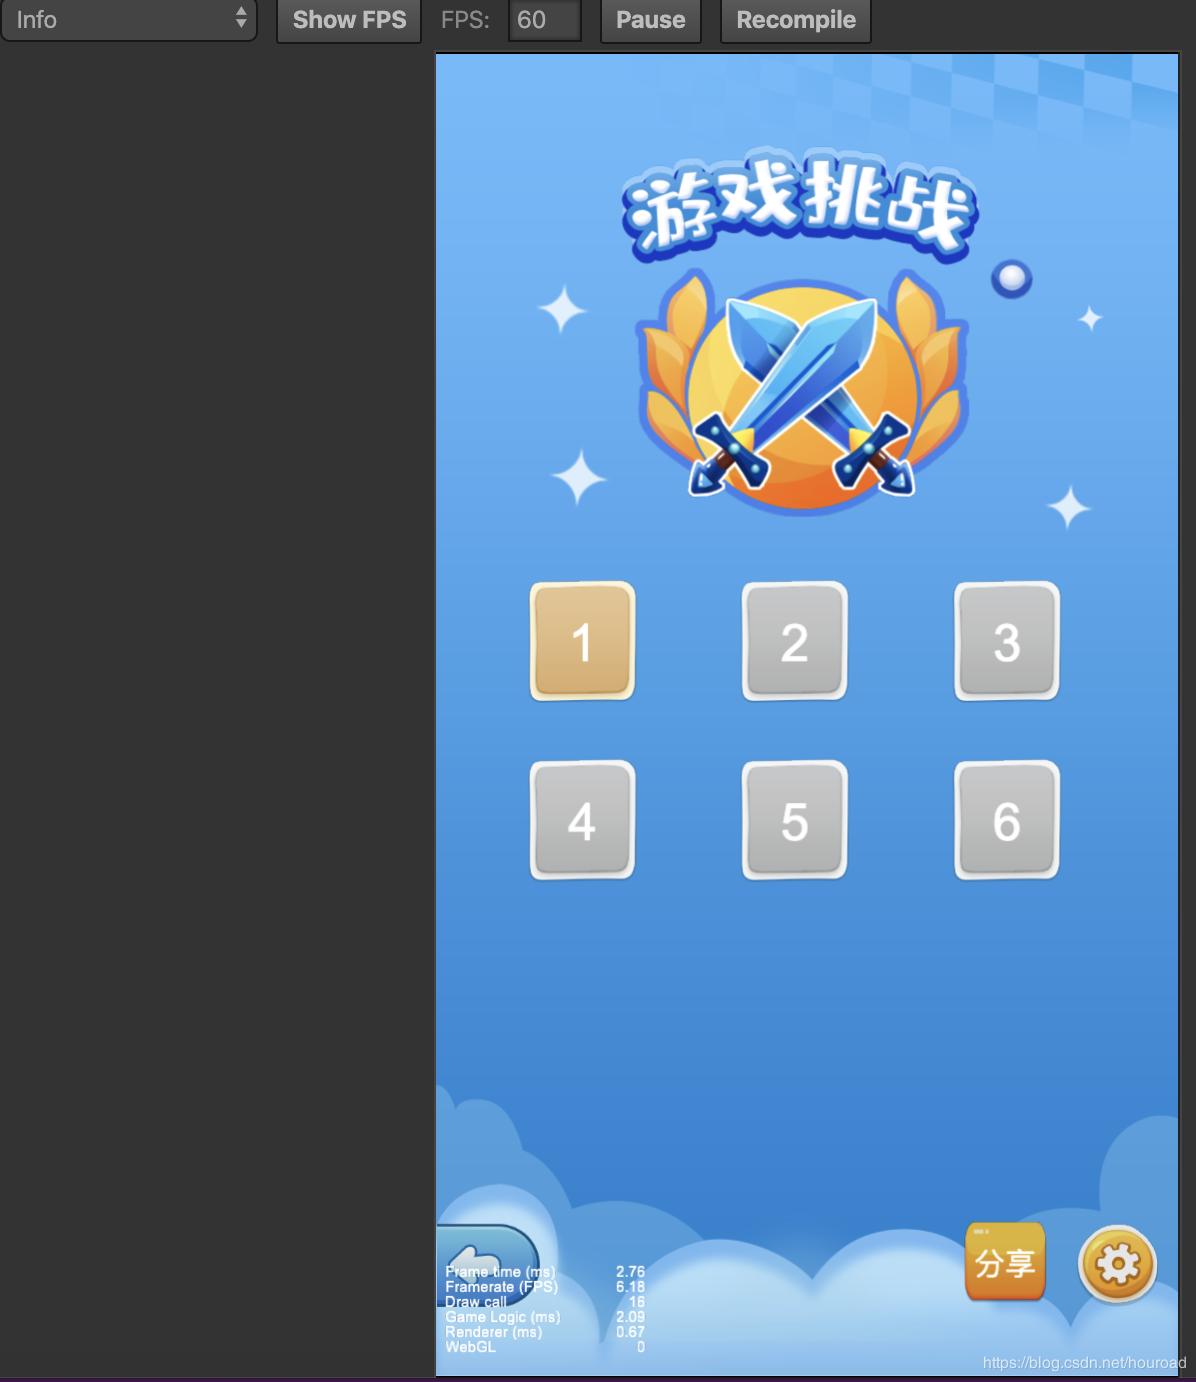 Info
Show FPS
FPS:
60
Pause
Recompile
游戏挑战
1
2
3
4
5
6
分享
Frame time (ms) 2.76
Framerate (FPS) 6.18
Draw call 16
Game Logic (ms) 2.09
Renderer (ms) 0.67
WebGL 0
https://blog.csdn.net/houroad